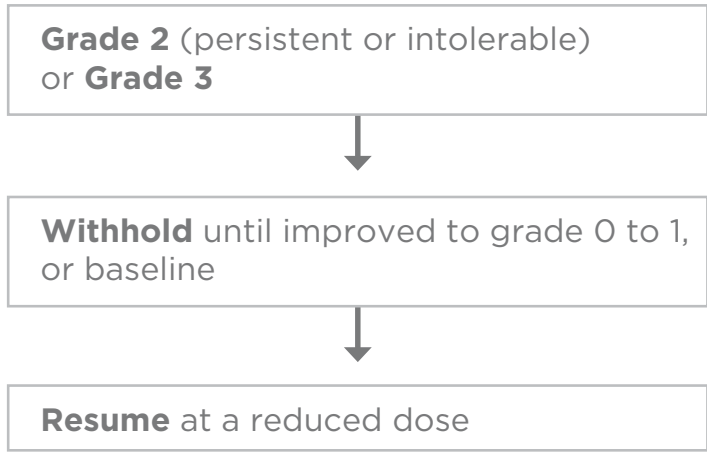 Grade 2 (persistent or intolerable)
or Grade 3
Withhold until improved to grade 0 to 1,
or baseline
Resume at a reduced dose